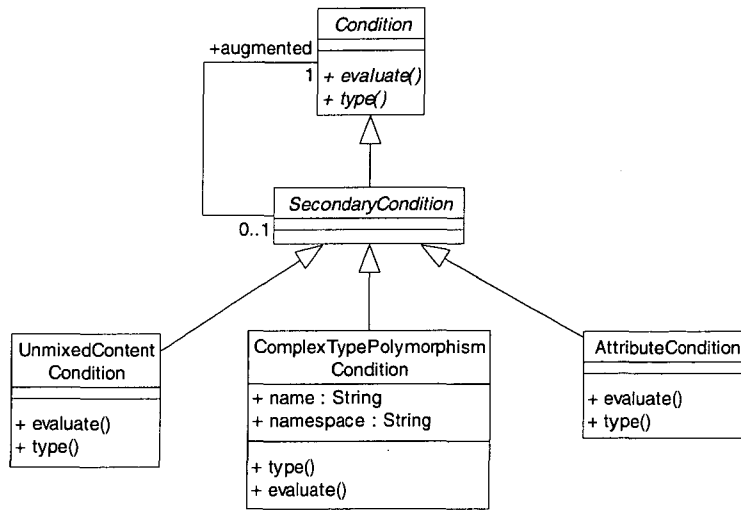 Condition
+augmented
1
+ evaluate()
+ type()
SecondaryCondition
0..1
UnmixedContent
Condition
+ evaluate()
+ type()
ComplexTypePolymorphism
Condition
+ name : String
+ namespace : String
+ type()
+ evaluate()
AttributeCondition
+ evaluate()
+ type()